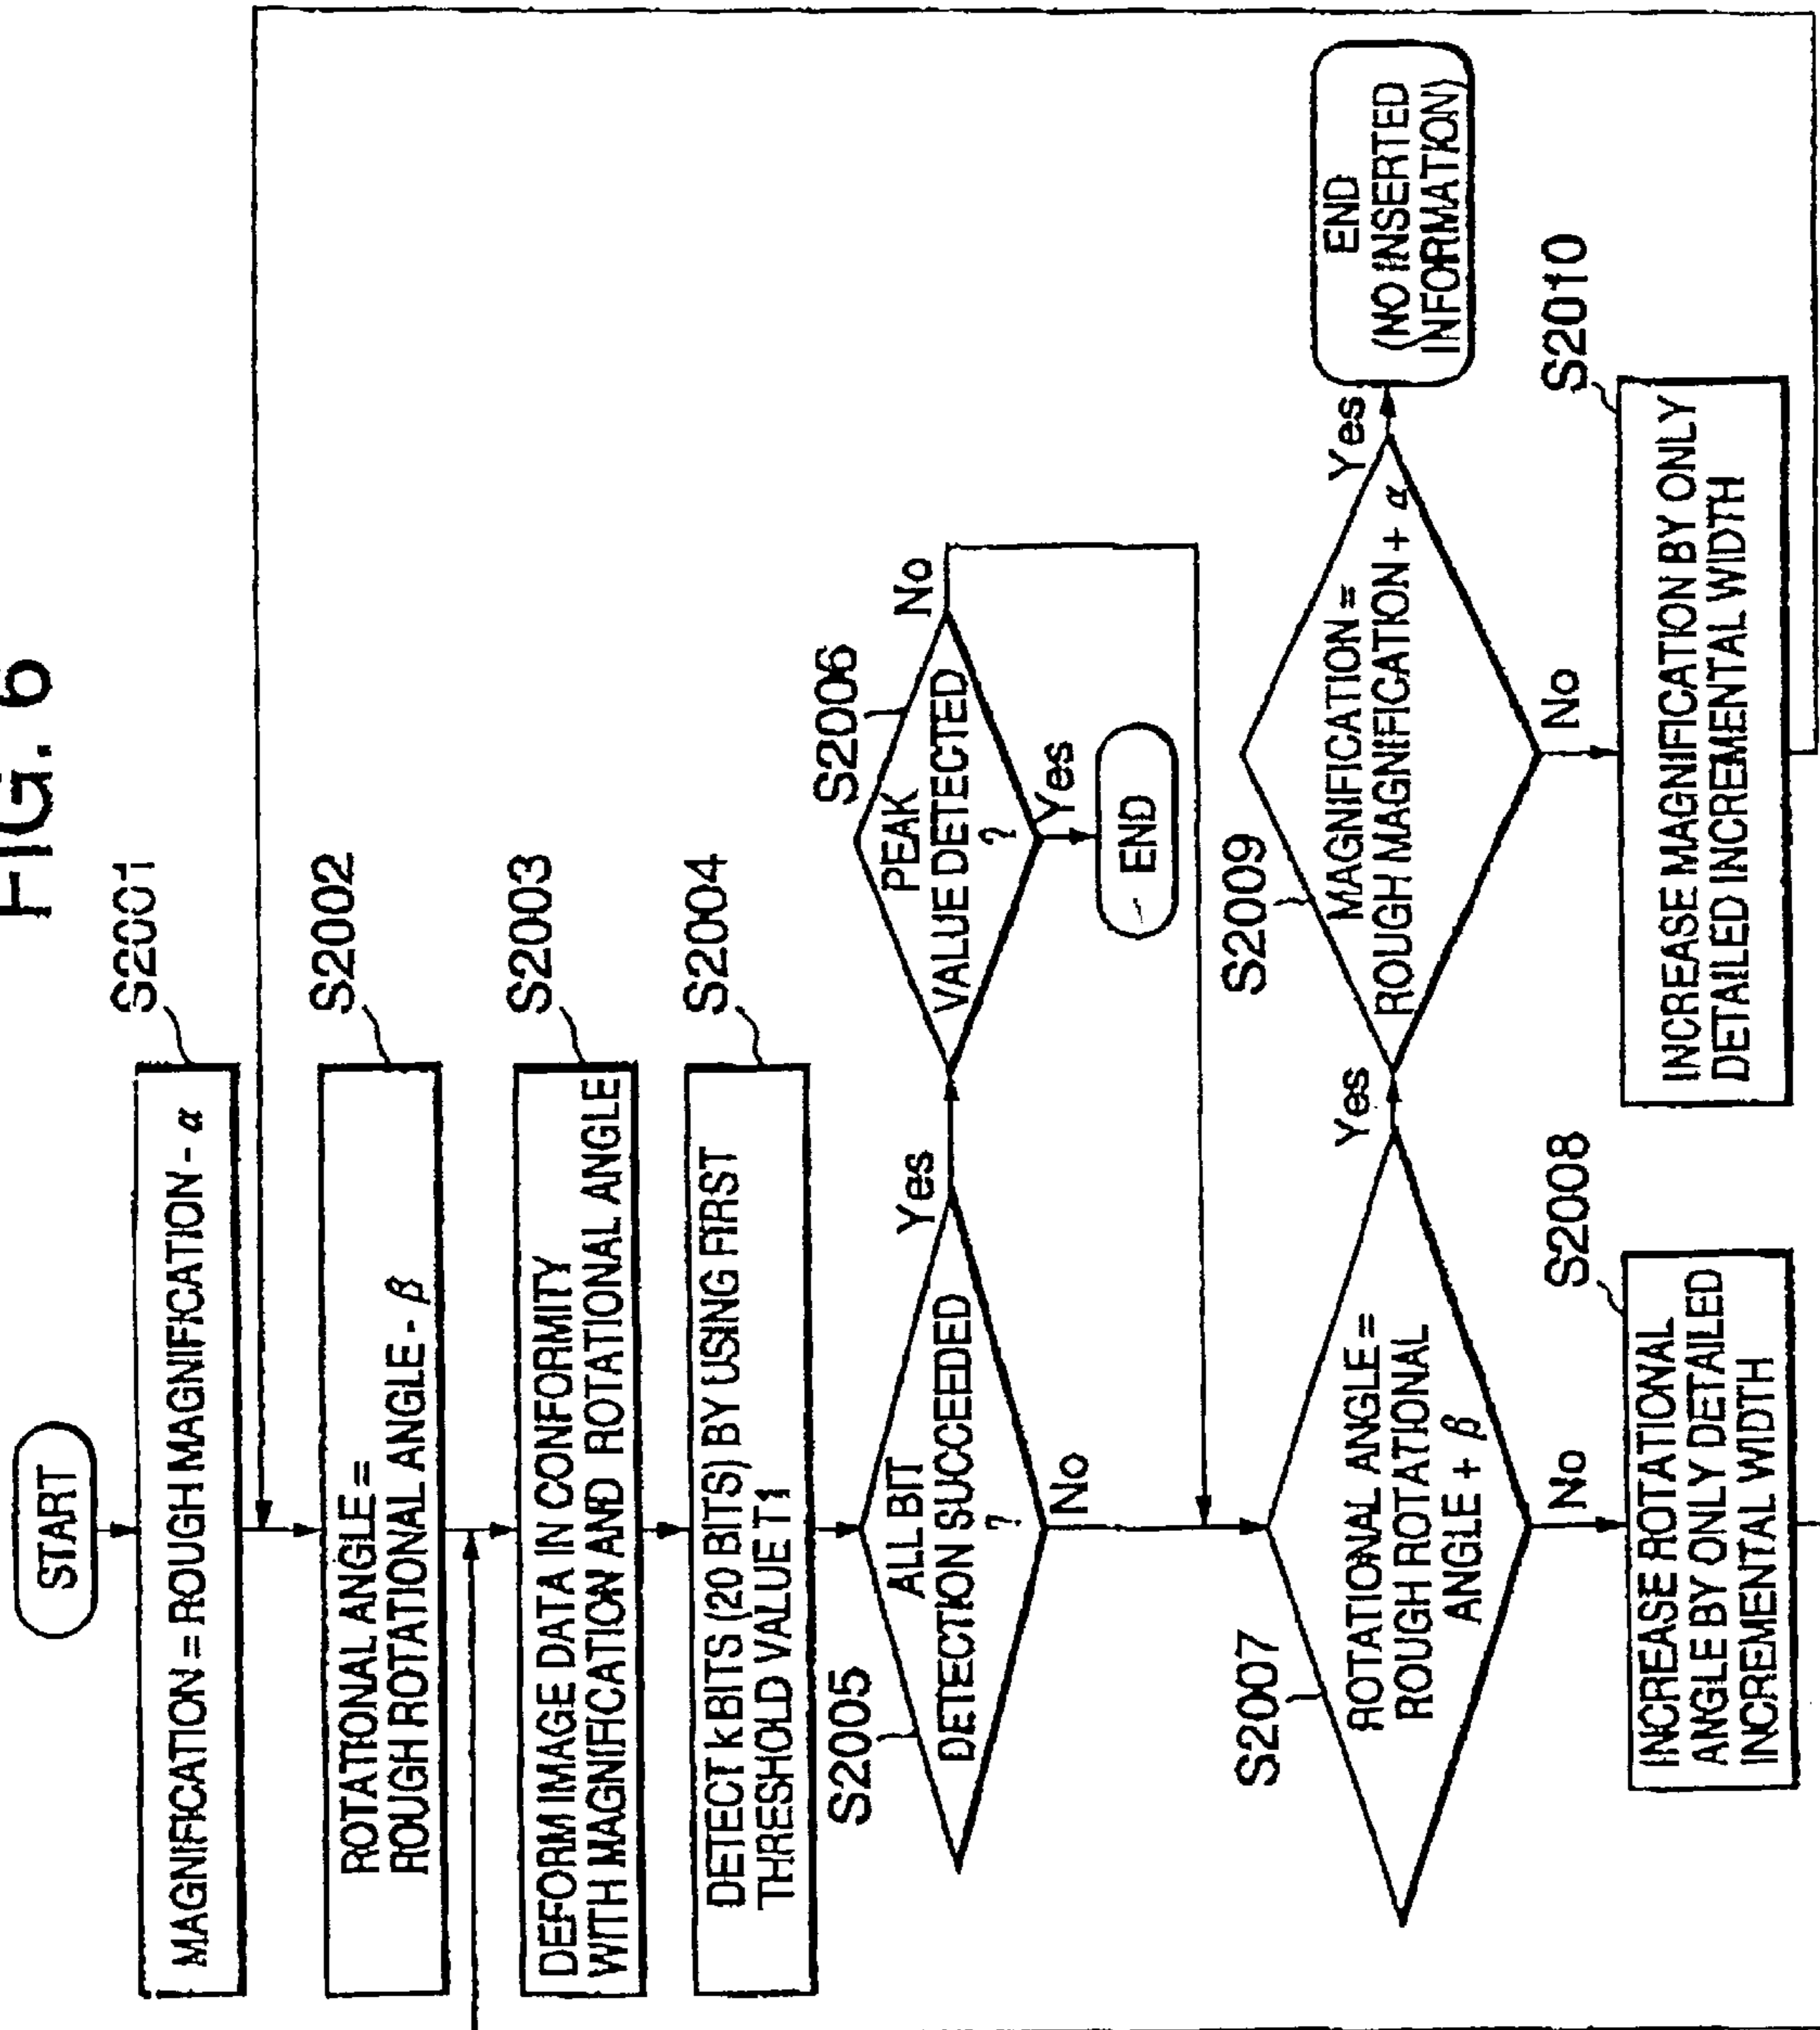 FIG. 6
START
S2001
MAGNIFICATION = ROUGH MAGNIFICATION - α
S2002
ROTATIONAL ANGLE =
ROUGH ROTATIONAL ANGLE - β
S2003
DEFORM IMAGE DATA IN CONFORMITY
WITH MAGNIFICATION AND ROTATIONAL ANGLE
S2004
DETECT k BITS (20 BITS) BY USING FIRST
THRESHOLD VALUE T1
S2005
ALL BIT
DETECTION SUCCEEDED
?
Yes
No
S2006
PEAK
VALUE DETECTED
?
No
Yes
END
S2007
ROTATIONAL ANGLE =
ROUGH ROTATIONAL
ANGLE + β
Yes
No
S2008
INCREASE ROTATIONAL
ANGLE BY ONLY DETAILED
INCREMENTAL WIDTH
S2009
MAGNIFICATION =
ROUGH MAGNIFICATION + α
Yes
No
END
(NO INSERTED
INFORMATION)
S2010
INCREASE MAGNIFICATION BY ONLY
DETAILED INCREMENTAL WIDTH